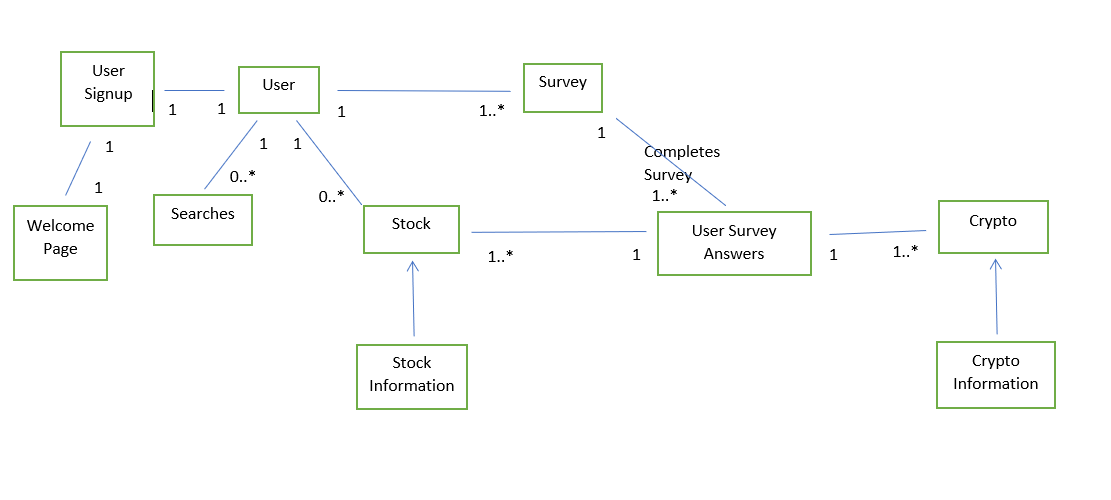 User
Signup
User
Survey
1
1
1
1..*
1
1
1
1
Completes
Survey
1
0..*
0..*
1..*
Welcome
Page
Searches
Stock
User Survey
Answers
Crypto
1..*
1
1
1..*
Stock
Information
Crypto
Information